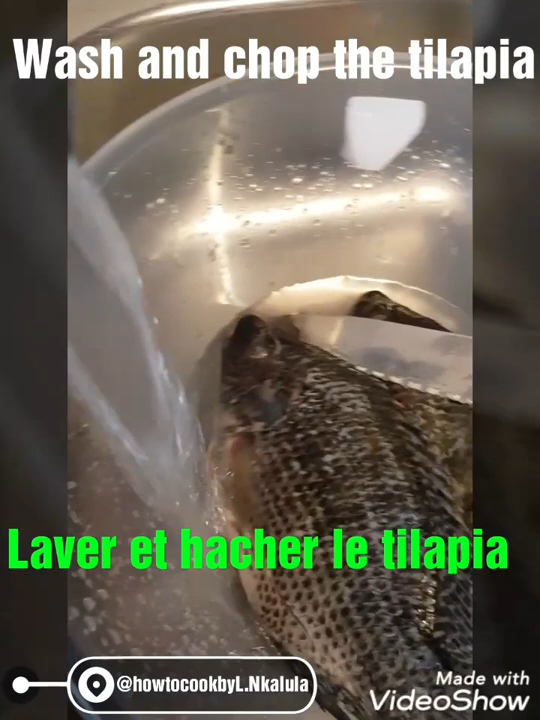 Wash and chop the tilapia
Laver et hacher le tilapia
@howtocookbyL.Nkalula
Made with
VideoShow